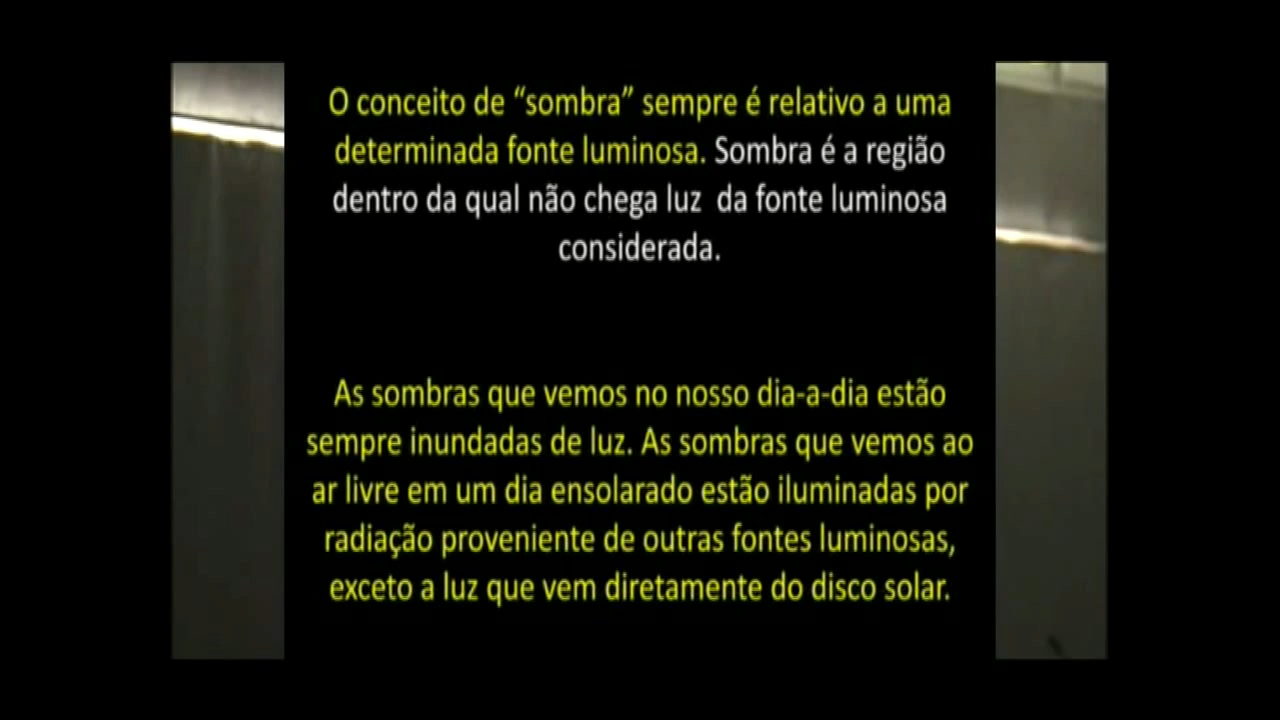 O conceito de “sombra” sempre é relativo a uma
determinada fonte luminosa. Sombra é a região
dentro da qual não chega luz  da fonte luminosa
considerada.
As sombras que vemos no nosso dia-a-dia estão
sempre inundadas de luz. As sombras que vemos ao
ar livre em um dia ensolarado estão iluminadas por
radiação proveniente de outras fontes luminosas,
exceto a luz que vem diretamente do disco solar.